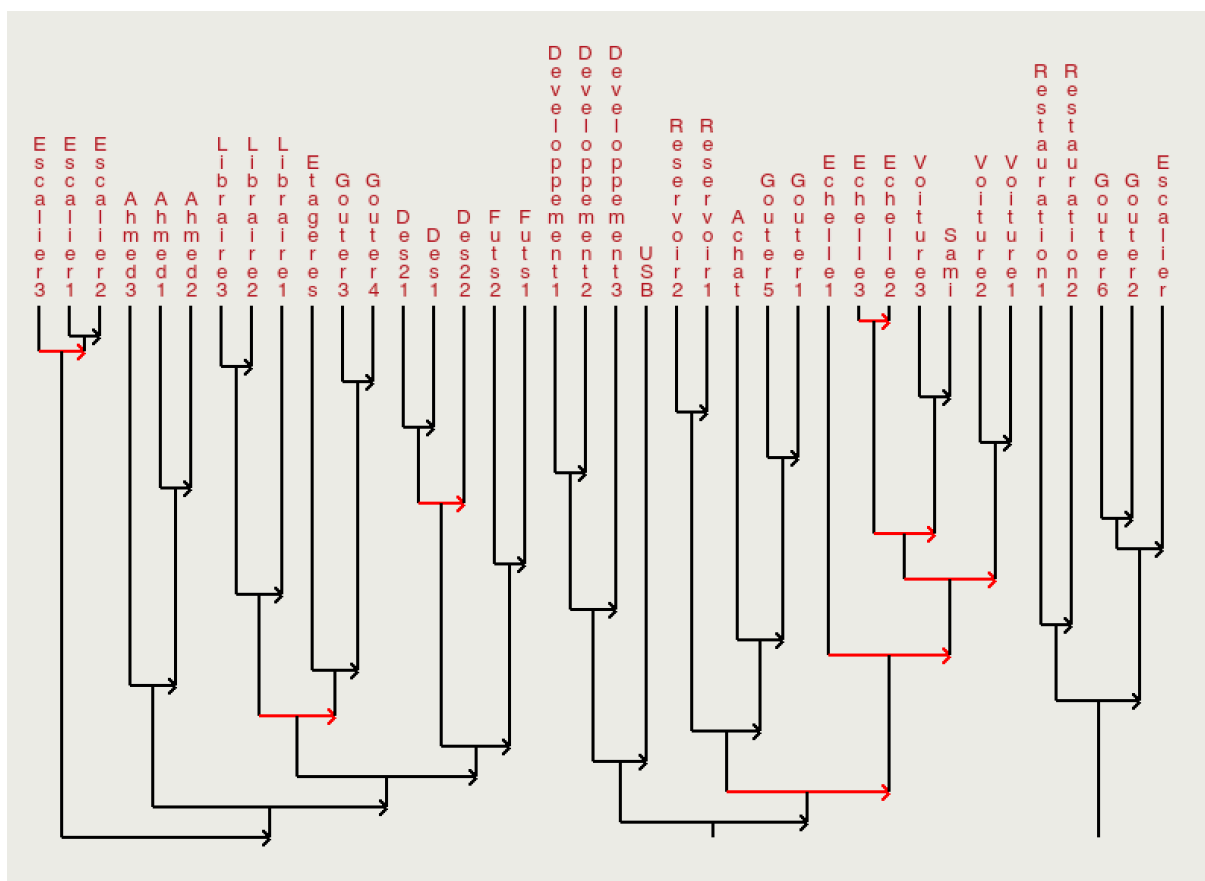 Escalier3
Escalier1
Escalier2
Ahmed3
Ahmed1
Ahmed2
Libraire3
Libraire2
Libraire1
Etageres
Gouter3
Gouter4
Des21
Des1
Des22
Futs2
Futs1
Developpement1
Developpement2
Developpement3
USB
Reservoir2
Reservoir1
Achat
Gouter5
Gouter1
Echelle1
Echelle3
Echelle2
Voiture3
Sami
Voiture2
Voiture1
Restauration1
Restauration2
Gouter6
Gouter2
Escalier